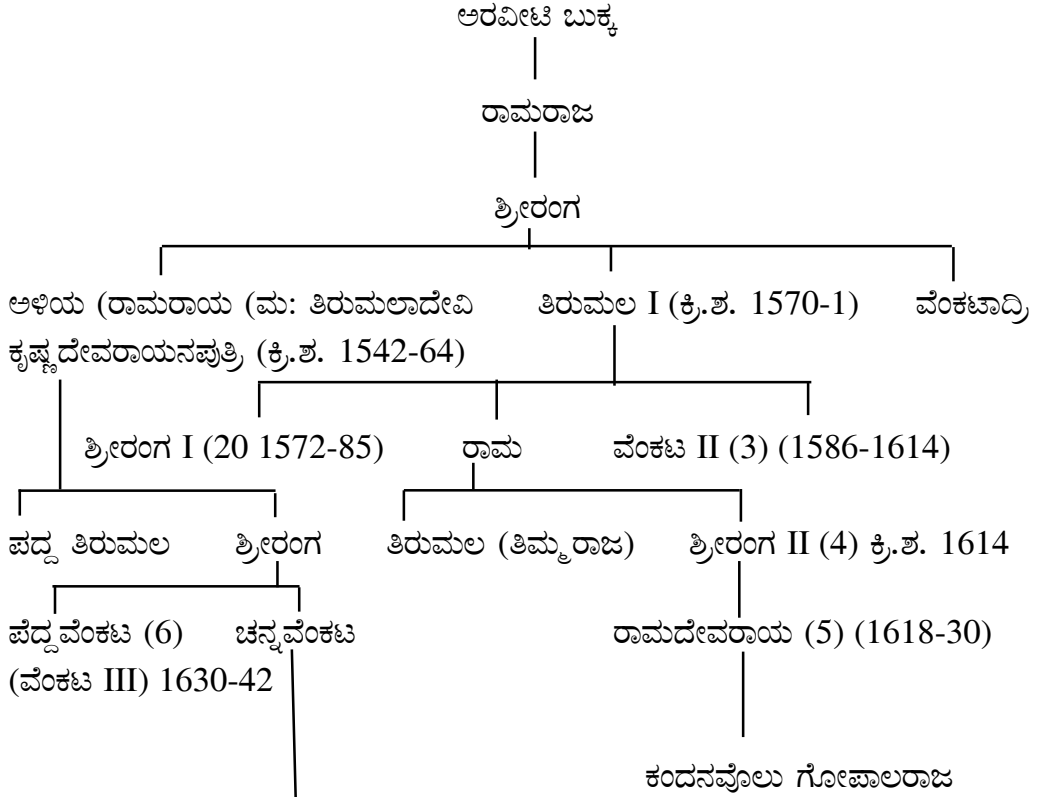 ಅರವೀಟಿ ಬುಕ್ಕ
ರಾಮರಾಜ
ಶ್ರೀರಂಗ
ಅಳಿಯ (ರಾಮರಾಯ (ಮ: ತಿರುಮಲಾದೇವಿ ತಿರುಮಲ I (ಕ್ರಿ.ಶ. 1570-1) ವೆಂಕಟಾದ್ರಿ
ಕೃಷ್ಣದೇವರಾಯನಪುತ್ರಿ (ಕ್ರಿ.ಶ. 1542-64)
ಶ್ರೀರಂಗ I (20 1572-85) ರಾಮ ವೆಂಕಟ II (3) (1586-1614)
ಪದ್ದ ತಿರುಮಲ ಶ್ರೀರಂಗ ತಿರುಮಲ (ತಿಮ್ಮರಾಜ) ಶ್ರೀರಂಗ II (4) ಕ್ರಿ.ಶ. 1614
ಪೆದ್ದವೆಂಕಟ (6) ಚನ್ನವೆಂಕಟ ರಾಮದೇವರಾಯ (5) (1618-30)
(ವೆಂಕಟ III) 1630-42
ಕಂದನವೊಲು ಗೋಪಾಲರಾಜ